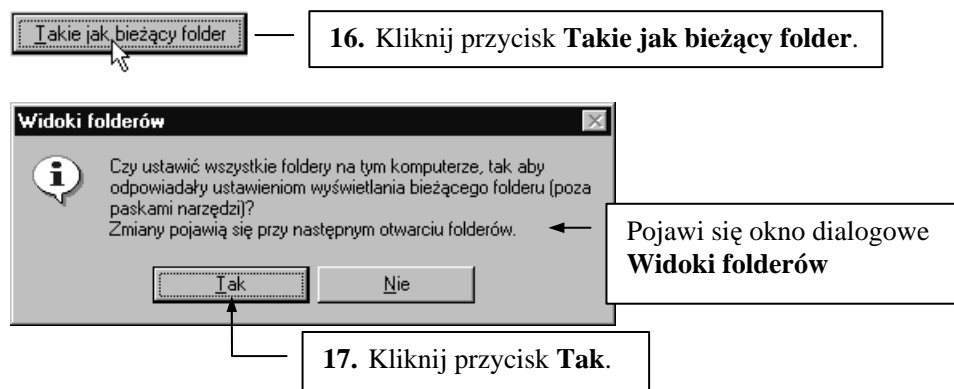 Takie jak bieżący folder
16. Kliknij przycisk Takie jak bieżący folder.
Widoki folderów
Czy ustawić wszystkie foldery na tym komputerze, tak aby
odpowiadały ustawieniom wyświetlania bieżącego folderu (poza
paskami narzędzi)?
Zmiany pojawią się przy następnym otwarciu folderów.
Pojawi się okno dialogowe
Widoki folderów
Tak
Nie
17. Kliknij przycisk Tak.